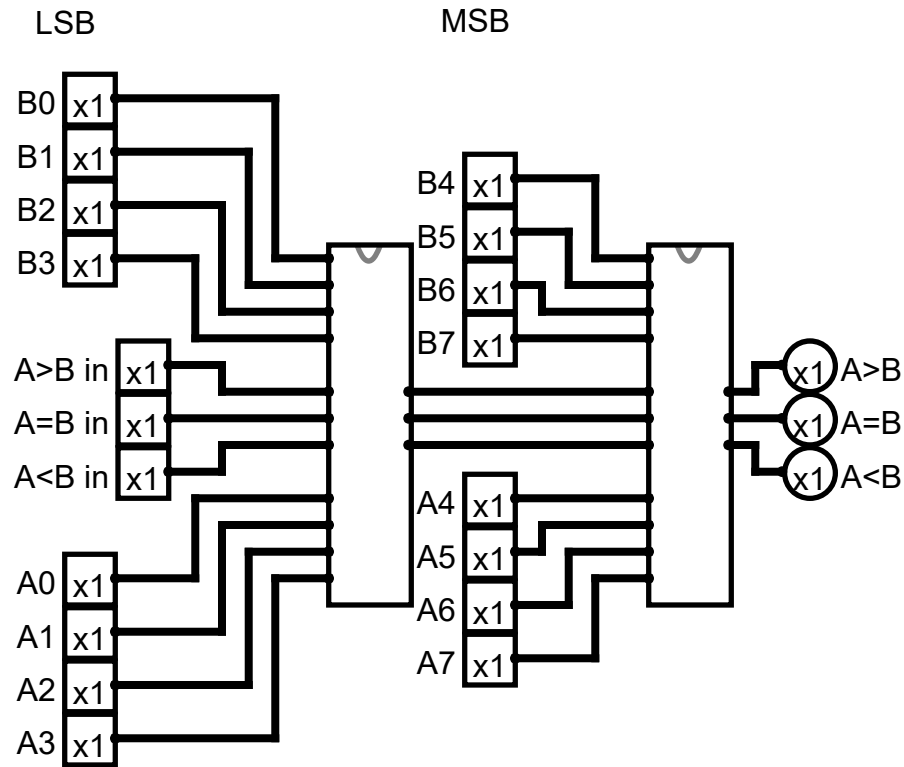 LSB
MSB
B0 x1
B1 x1
B2 x1
B3 x1
A>B in x1
A=B in x1
A<B in x1
A0 x1
A1 x1
A2 x1
A3 x1
B4 x1
B5 x1
B6 x1
B7 x1
A4 x1
A5 x1
A6 x1
A7 x1
x1 A>B
x1 A=B
x1 A<B